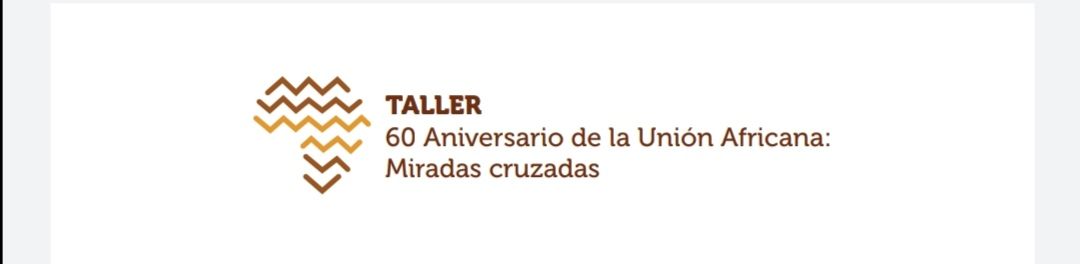 TALLER
60 Aniversario de la Unión Africana:
Miradas cruzadas